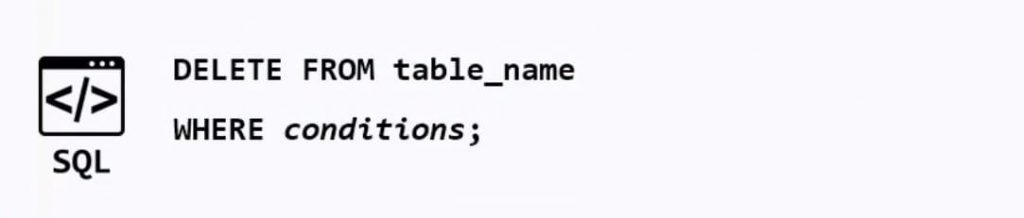 DELETE FROM table_name
WHERE conditions;
</>
SQL